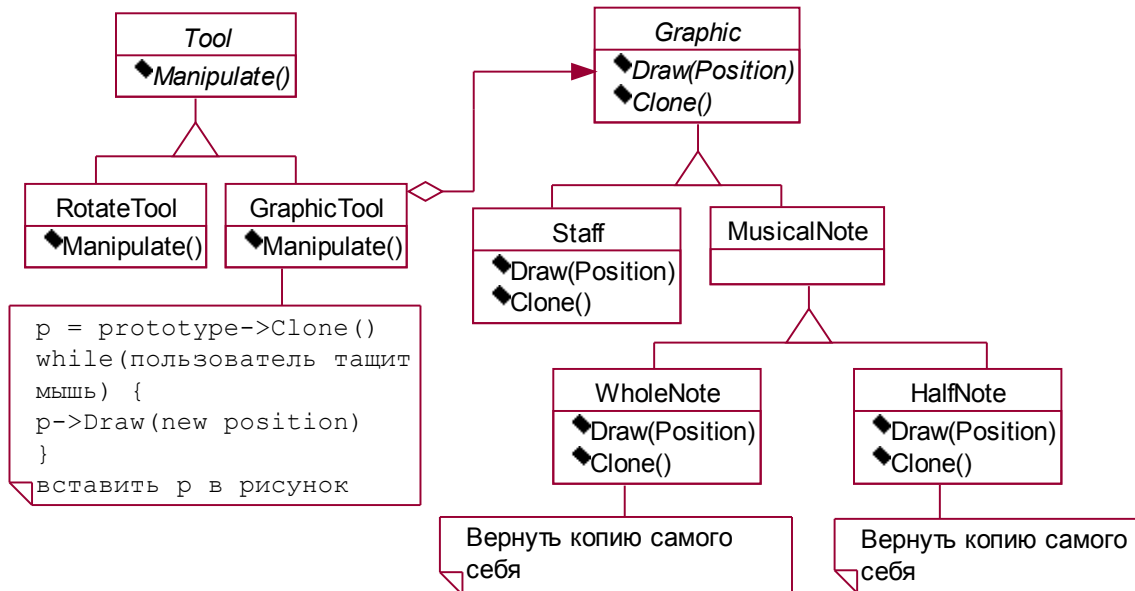 Tool
Manipulate()
Graphic
Draw(Position)
Clone()
RotateTool
Manipulate()
GraphicTool
Manipulate()
Staff
Draw(Position)
Clone()
MusicalNote
p = prototype->Clone()
while(пользователь тащит
мышь) {
p->Draw(new position)
}
вставить p в рисунок
WholeNote
Draw(Position)
Clone()
HalfNote
Draw(Position)
Clone()
Вернуть копию самого
себя
Вернуть копию самого
себя